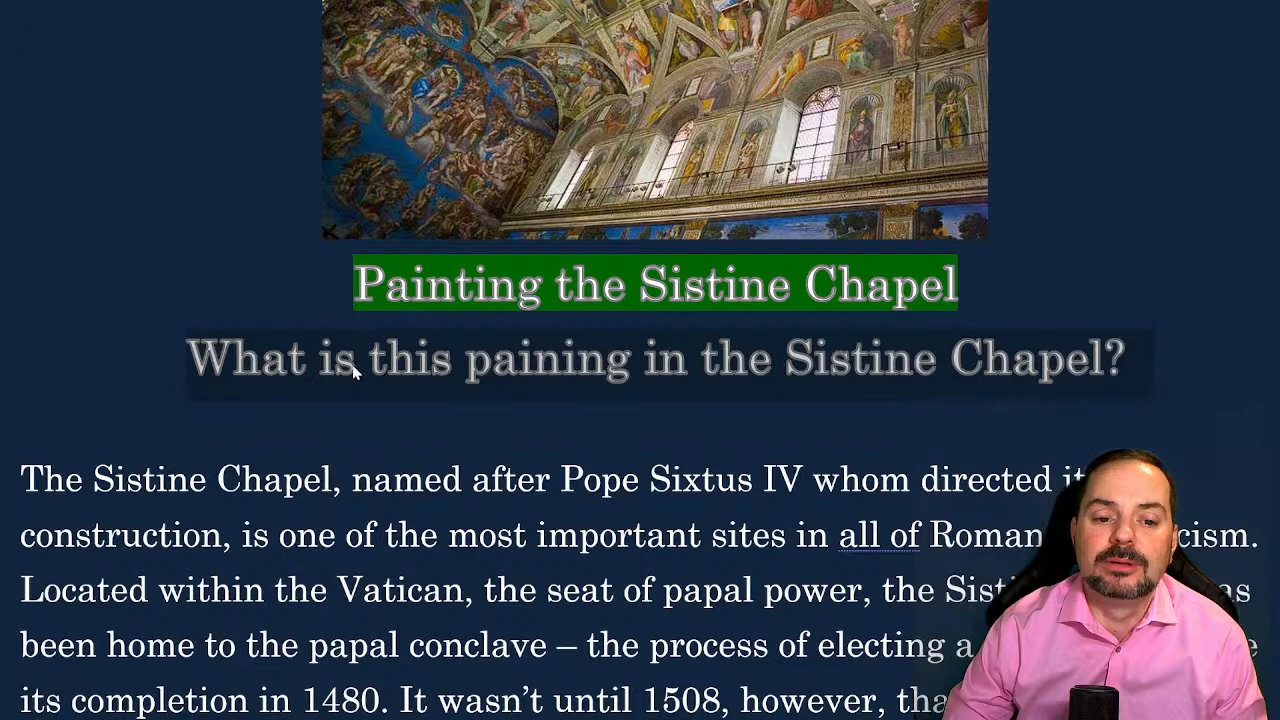 Painting the Sistine Chapel
What is this paining in the Sistine Chapel?
The Sistine Chapel, named after Pope Sixtus IV whom directed
construction, is one of the most important sites in all of Roman
Located within the Vatican, the seat of papal power, the
been home to the papal conclave – the process of electing a
its completion in 1480. It wasn’t until 1508, however,